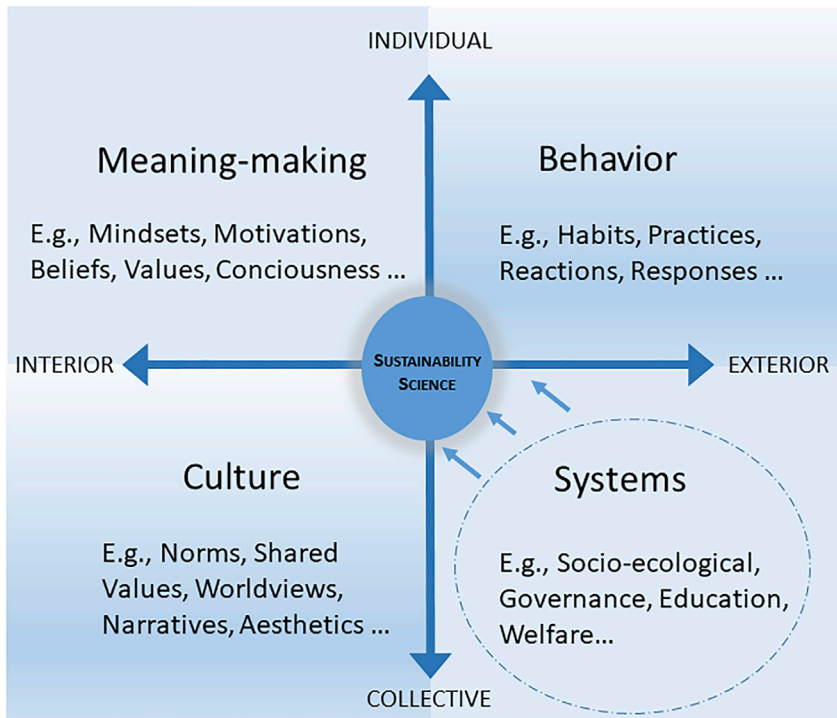 INDIVIDUAL
Meaning-making
E.g., Mindsets, Motivations,
Beliefs, Values, Conciousness ...
Behavior
E.g., Habits, Practices,
Reactions, Responses ...
INTERIOR
SUSTAINABILITY
SCIENCE
EXTERIOR
Culture
E.g., Norms, Shared
Values, Worldviews,
Narratives, Aesthetics ...
Systems
E.g., Socio-ecological,
Governance, Education,
Welfare...
COLLECTIVE